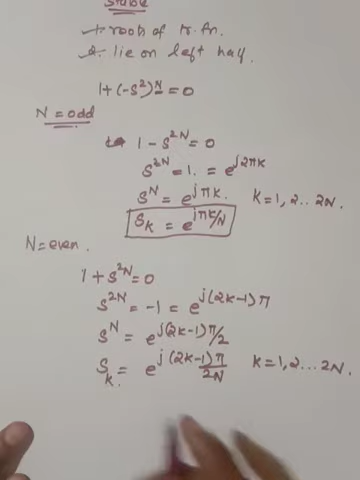 Stable
1. roots of T.fn.
2. lie on left half.
1+(-s²)^N=0
N=odd
1-s^2N=0
s^2N=1.=e^j2πk
s^N=e^jπk. k=1,2...2N.
s_k=e^jπk/N
N=even.
1+s^2N=0
s^2N=-1=e^j(2k-1)π
s^N=e^j(2k-1)π/2
s_k=e^j(2k-1)π/2N k=1,2...2N.